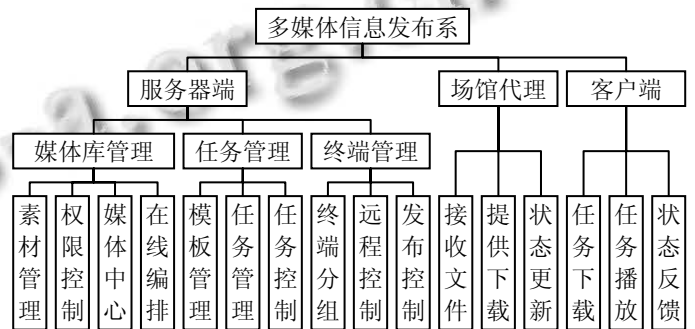 多媒体信息发布系
服务器端
场馆代理
客户端
媒体库管理
任务管理
终端管理
素材管理
权限控制
媒体中心
在线编排
模板管理
任务管理
任务控制
终端分组
远程控制
发布控制
接收文件
提供下载
状态更新
任务下载
任务播放
状态反馈